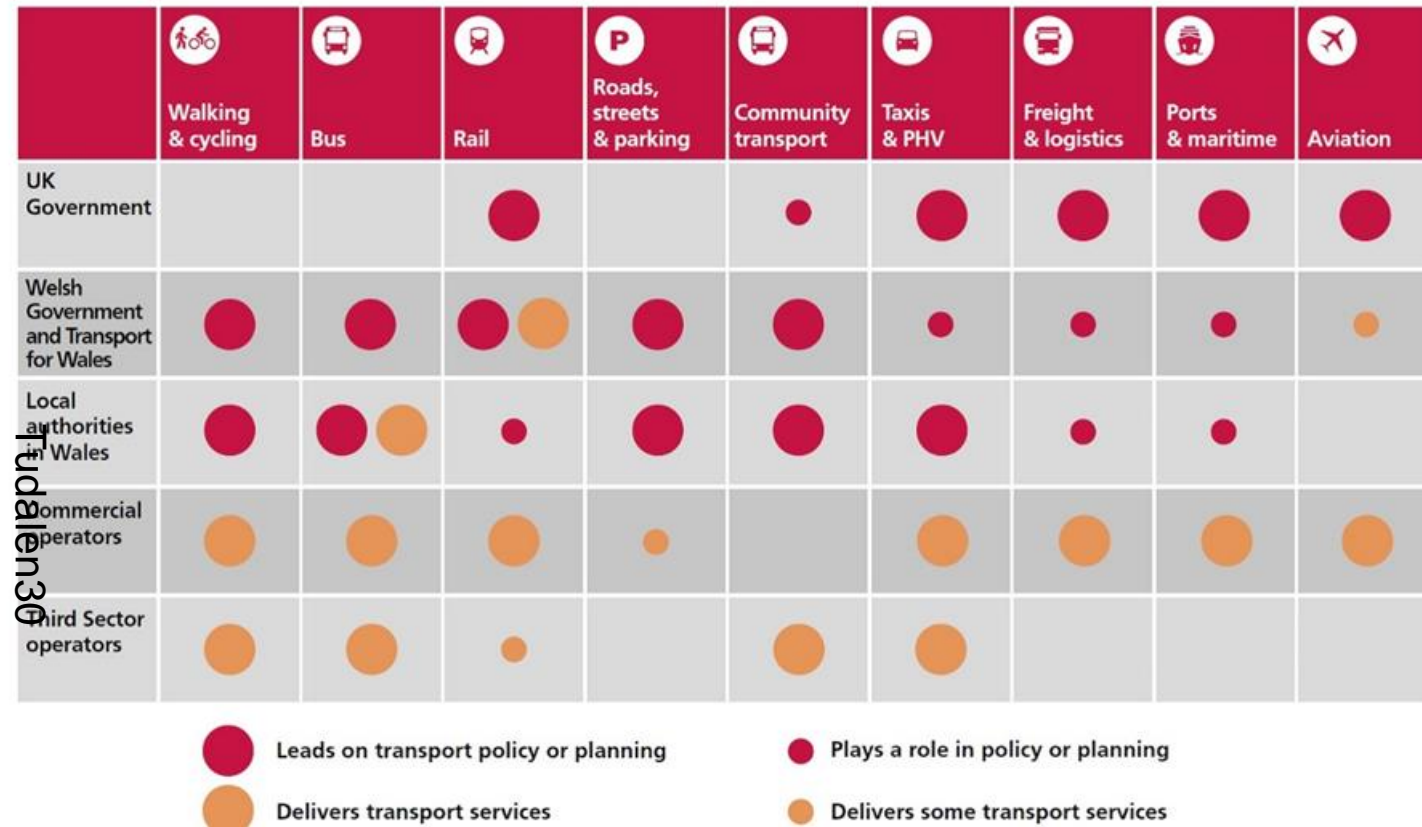 Walking
& cycling
Bus
Rail
P
Roads,
streets
& parking
Community
transport
Taxis
& PHV
Freight
& logistics
Ports
& maritime
Aviation
UK
Government
Welsh
Government
and Transport
for Wales
Local
authorities
in Wales
Commercial
operators
Third Sector
operators
Tudalen30
Leads on transport policy or planning
Plays a role in policy or planning
Delivers transport services
Delivers some transport services